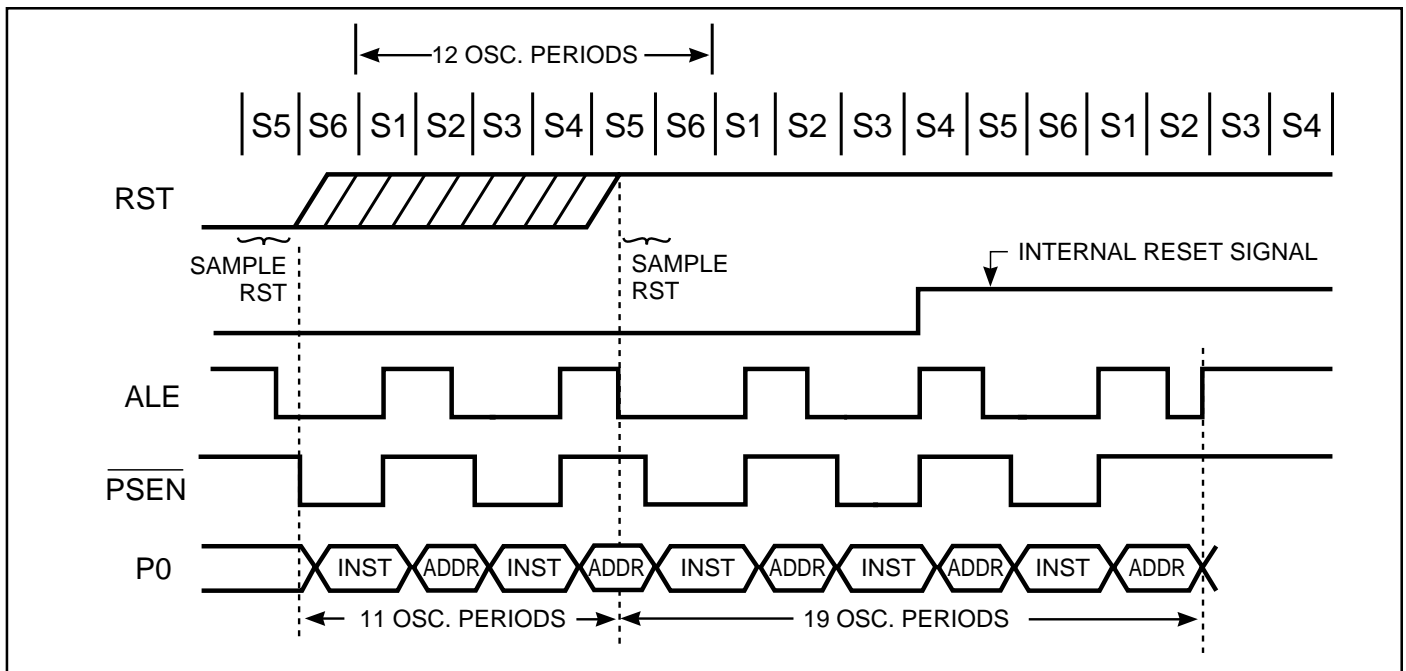 12 OSC. PERIODS
S5 S6 S1 S2 S3 S4 S5 S6 S1 S2 S3 S4 S5 S6 S1 S2 S3 S4
RST
SAMPLE
RST
SAMPLE
RST
INTERNAL RESET SIGNAL
ALE
PSEN
P0
INST ADDR INST ADDR INST ADDR INST ADDR INST ADDR
11 OSC. PERIODS
19 OSC. PERIODS